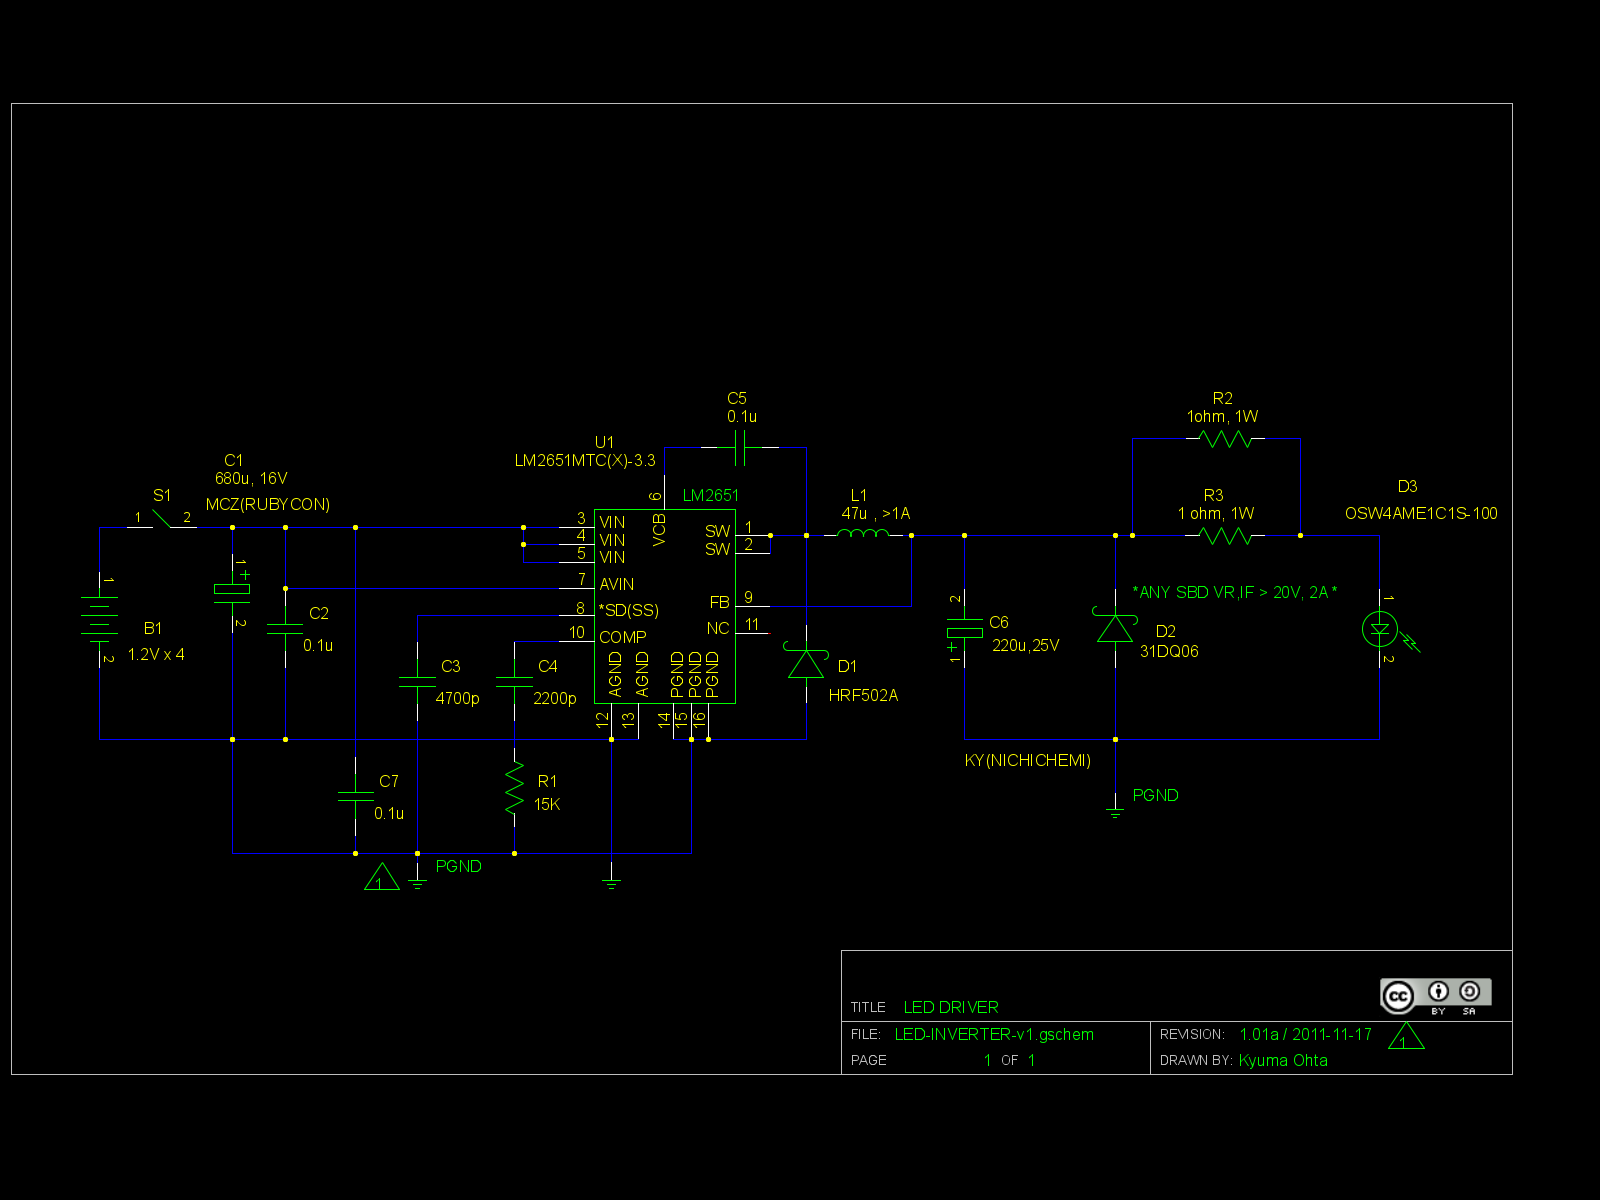 R2
1ohm, 1W
C5
0.1u
U1
LM2651MTC(X)-3.3
C1
680u, 16V
MCZ(RUBYCON)
S1
1
2
6
LM2651
L1
47u , >1A
R3
1 ohm, 1W
D3
OSW4AME1C1S-100
3
VIN
4
VIN
5
VIN
7
AVIN
8
*SD(SS)
10
COMP
VCB
SW
1
SW
2
FB
9
NC
11
AGND
AGND
PGND
PGND
PGND
12
13
14
15
16
1
+
2
1
2
B1
1.2V x 4
C2
0.1u
C3
4700p
C4
2200p
D1
HRF502A
2
+
1
C6
220u,25V
*ANY SBD VR,IF > 20V, 2A *
D2
31DQ06
1
2
KY(NICHICHEMI)
C7
0.1u
R1
15K
PGND
1
PGND
TITLE LED DRIVER
cc
BY SA
FILE: LED-INVERTER-v1.gschem
REVISION: 1.01a / 2011-11-17
1
PAGE 1 OF 1
DRAWN BY: Kyuma Ohta